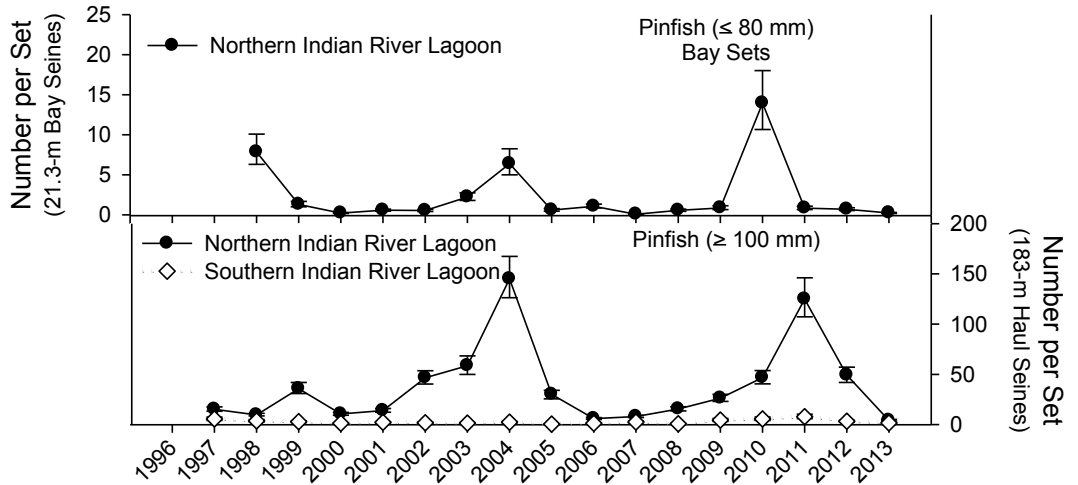 25
20
15
10
5
0
Number per Set
(21.3-m Bay Seines)
Northern Indian River Lagoon
Pinfish (≤ 80 mm)
Bay Sets
Northern Indian River Lagoon
Southern Indian River Lagoon
Pinfish (≥ 100 mm)
200
150
100
50
0
Number per Set
(183-m Haul Seines)
1996
1997
1998
1999
2000
2001
2002
2003
2004
2005
2006
2007
2008
2009
2010
2011
2012
2013